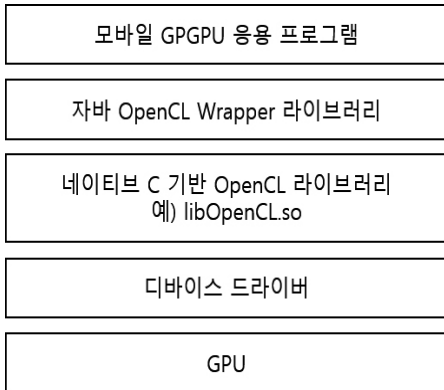 모바일 GPGPU 응용 프로그램
자바 OpenCL Wrapper 라이브러리
네이티브 C 기반 OpenCL 라이브러리
예) libOpenCL.so
디바이스 드라이버
GPU